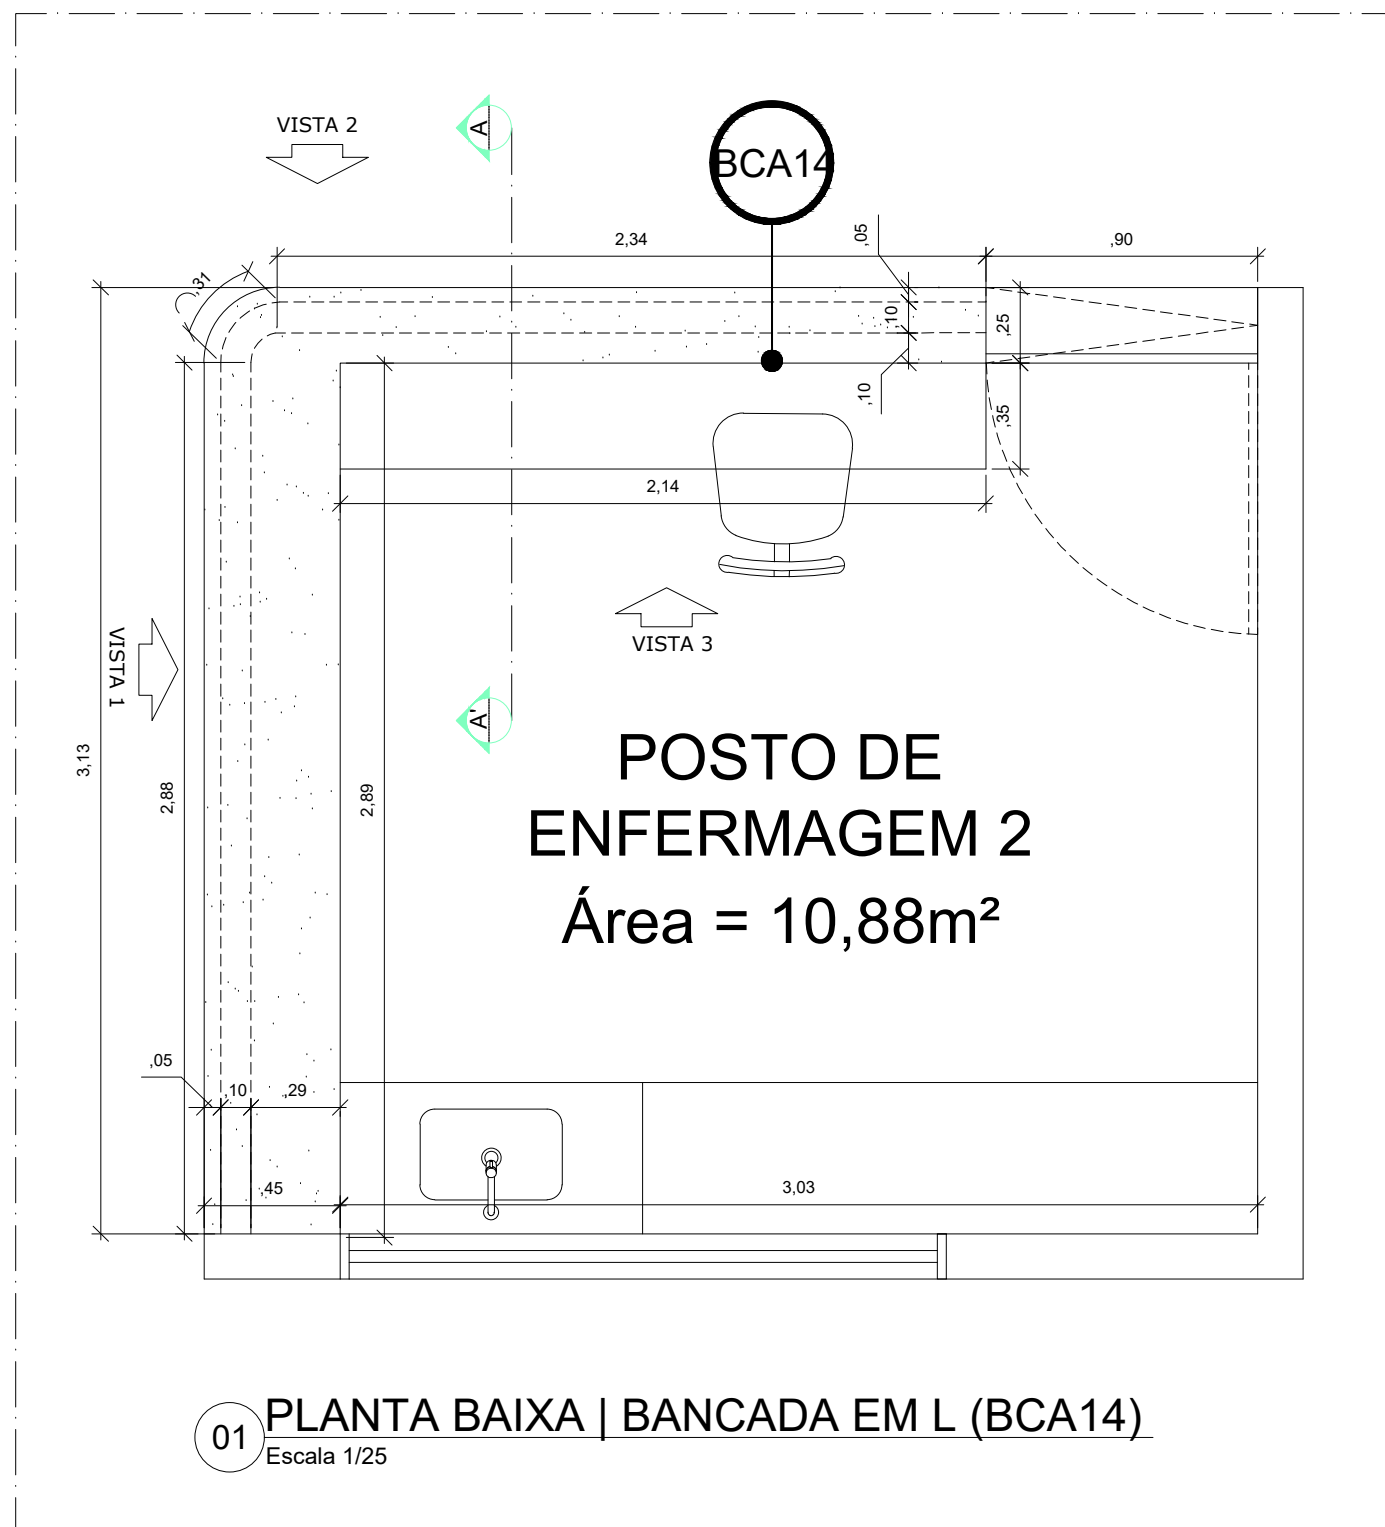 VISTA 2
A
BCA14
2,34
,05
,90
,31
,10
,25
,10
,35
2,14
VISTA 3
VISTA 1
A'
3,13
2,88
2,89
POSTO DE
ENFERMAGEM 2
Área = 10,88m²
,05
,10
,29
,45
3,03
01
PLANTA BAIXA | BANCADA EM L (BCA14)
Escala 1/25